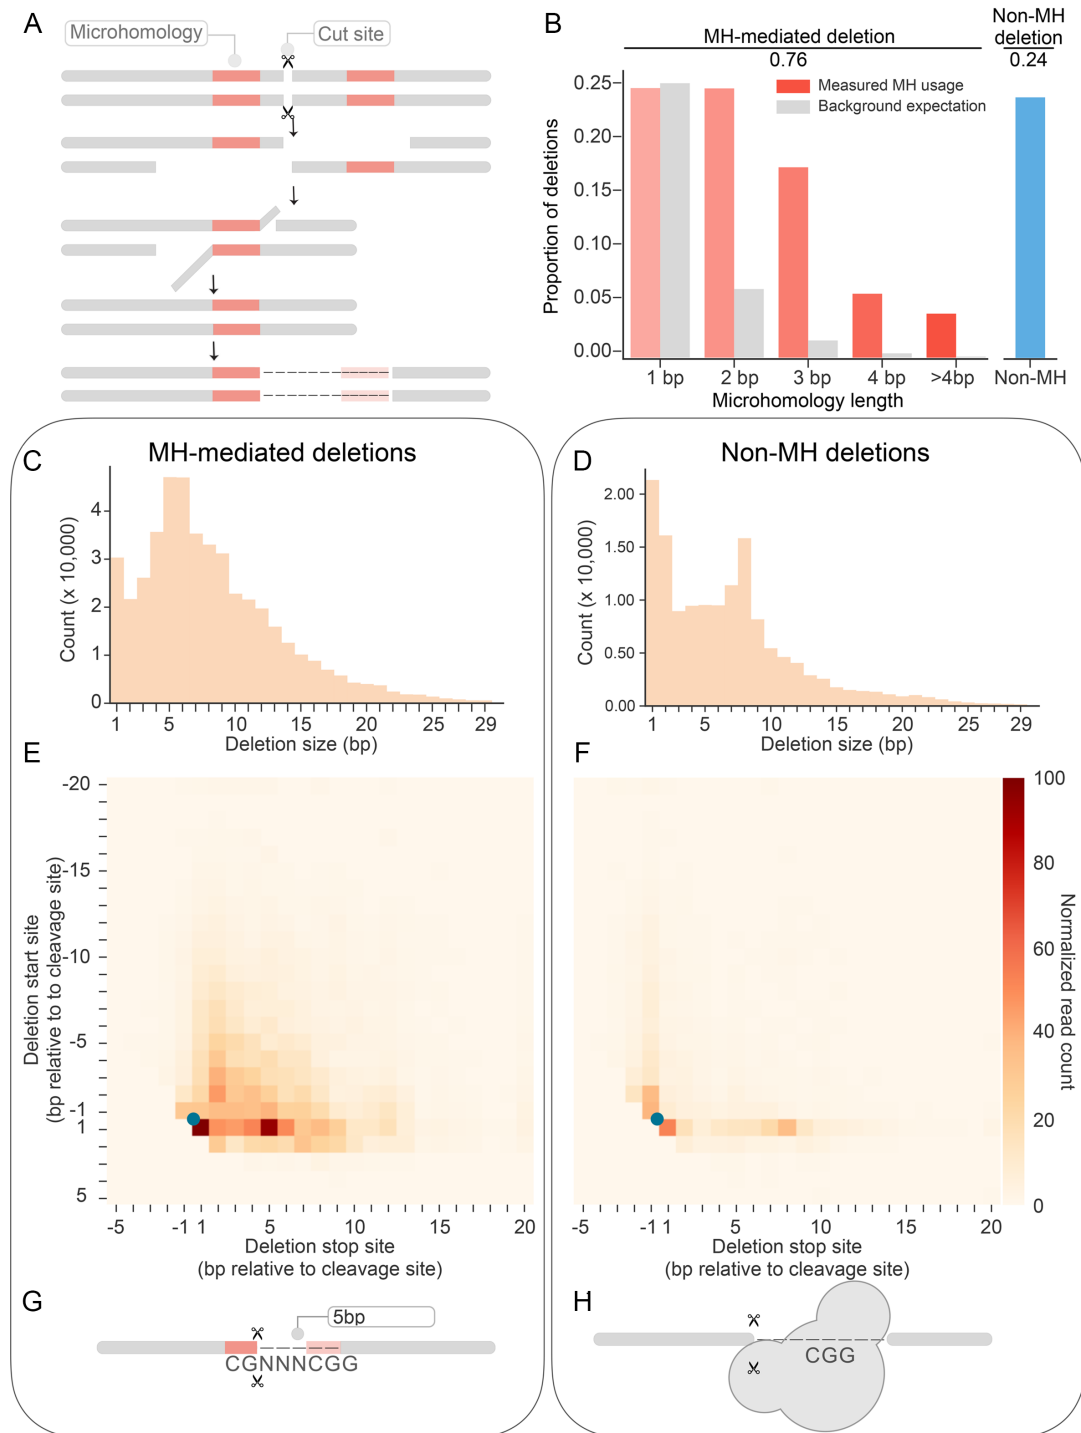 A
Microhomology
Cut site
B
MH-mediated deletion
0.76
Non-MH
deletion
0.24
Proportion of deletions
0.25
0.20
0.15
0.10
0.05
0.00
Measured MH usage
Background expectation
1 bp
2 bp
3 bp
4 bp
>4bp
Non-MH
Microhomology length
C
MH-mediated deletions
Count (x 10,000)
4
3
2
1
0
1
5
10
15
20
25
29
Deletion size (bp)
D
Non-MH deletions
Count (x 10,000)
2.00
1.50
1.00
0.50
0.00
1
5
10
15
20
25
29
Deletion size (bp)
E
Deletion start site
(bp relative to to cleavage site)
-20
-15
-10
-5
-1
1
5
-5
-1 1
5
10
15
20
Deletion stop site
(bp relative to cleavage site)
F
-5
-1 1
5
10
15
20
Deletion stop site
(bp relative to cleavage site)
100
80
60
40
20
0
Normalized read count
G
5bp
CGNNNCGG
H
CGG